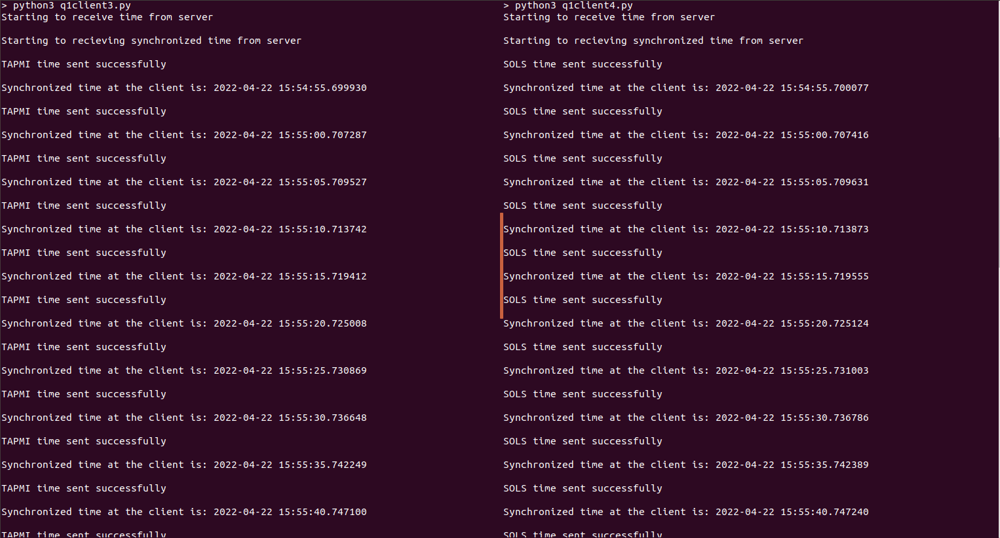 > python3 q1client3.py
Starting to receive time from server
Starting to recieving synchronized time from server
TAPMI time sent successfully
Synchronized time at the client is: 2022-04-22 15:54:55.699930
TAPMI time sent successfully
Synchronized time at the client is: 2022-04-22 15:55:00.707287
TAPMI time sent successfully
Synchronized time at the client is: 2022-04-22 15:55:05.709527
TAPMI time sent successfully
Synchronized time at the client is: 2022-04-22 15:55:10.713742
TAPMI time sent successfully
Synchronized time at the client is: 2022-04-22 15:55:15.719412
TAPMI time sent successfully
Synchronized time at the client is: 2022-04-22 15:55:20.725008
TAPMI time sent successfully
Synchronized time at the client is: 2022-04-22 15:55:25.730869
TAPMI time sent successfully
Synchronized time at the client is: 2022-04-22 15:55:30.736648
TAPMI time sent successfully
Synchronized time at the client is: 2022-04-22 15:55:35.742249
TAPMI time sent successfully
Synchronized time at the client is: 2022-04-22 15:55:40.747100
TAPMI time sent successfully
> python3 q1client4.py
Starting to receive time from server
Starting to recieving synchronized time from server
SOLS time sent successfully
Synchronized time at the client is: 2022-04-22 15:54:55.700077
SOLS time sent successfully
Synchronized time at the client is: 2022-04-22 15:55:00.707416
SOLS time sent successfully
Synchronized time at the client is: 2022-04-22 15:55:05.709631
SOLS time sent successfully
Synchronized time at the client is: 2022-04-22 15:55:10.713873
SOLS time sent successfully
Synchronized time at the client is: 2022-04-22 15:55:15.719555
SOLS time sent successfully
Synchronized time at the client is: 2022-04-22 15:55:20.725124
SOLS time sent successfully
Synchronized time at the client is: 2022-04-22 15:55:25.731003
SOLS time sent successfully
Synchronized time at the client is: 2022-04-22 15:55:30.736786
SOLS time sent successfully
Synchronized time at the client is: 2022-04-22 15:55:35.742389
SOLS time sent successfully
Synchronized time at the client is: 2022-04-22 15:55:40.747240
SOLS time sent successfully